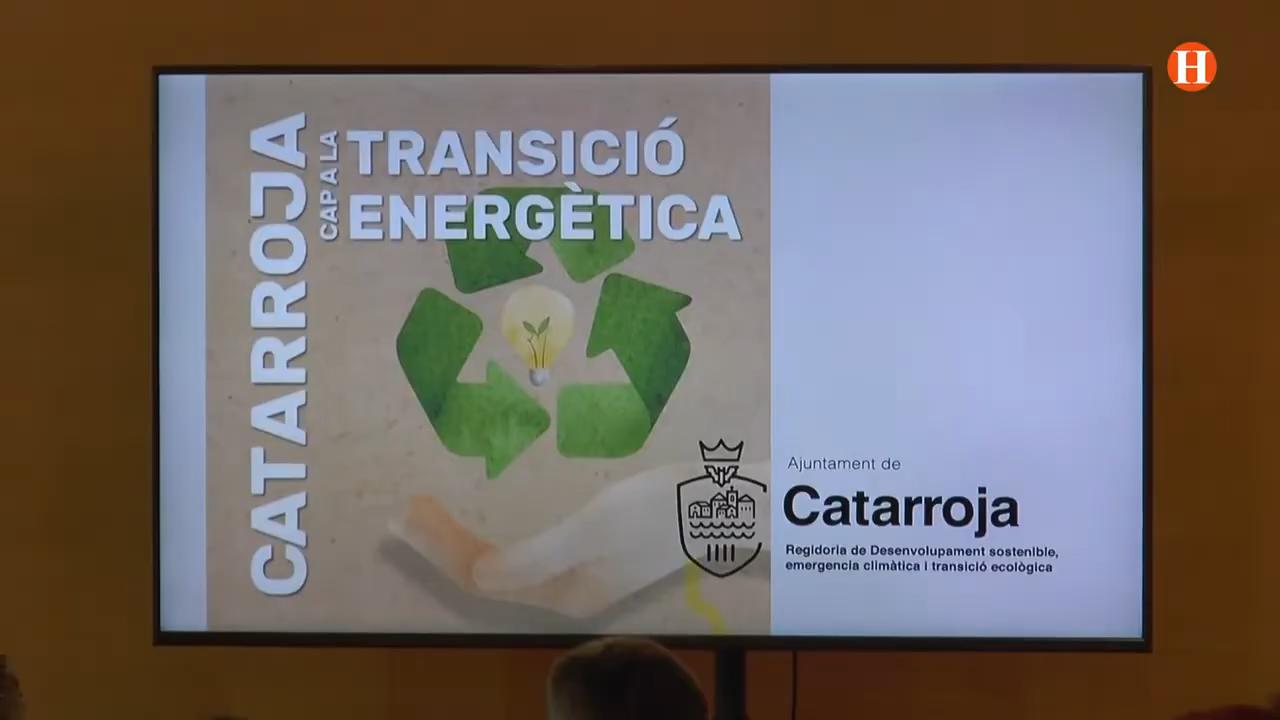 H
CATARROJA
CAP A LA
TRANSICIÓ
ENERGÈTICA
Ajuntament de
Catarroja
Regidoria de Desenvolupament sostenible,
emergencia climàtica i transició ecològica